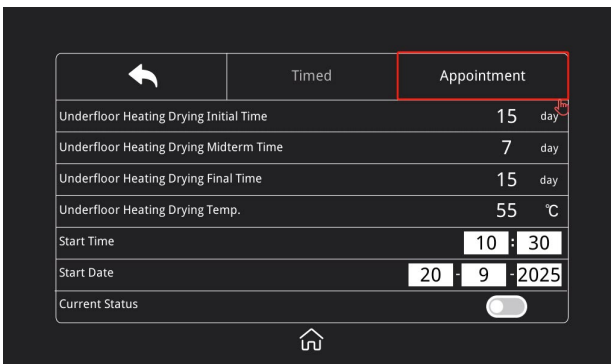 Timed Appointment
Underfloor Heating Drying Initial Time 15 day
Underfloor Heating Drying Midterm Time 7 day
Underfloor Heating Drying Final Time 15 day
Underfloor Heating Drying Temp. 55 ℃
Start Time 10 : 30
Start Date 20 - 9 - 2025
Current Status